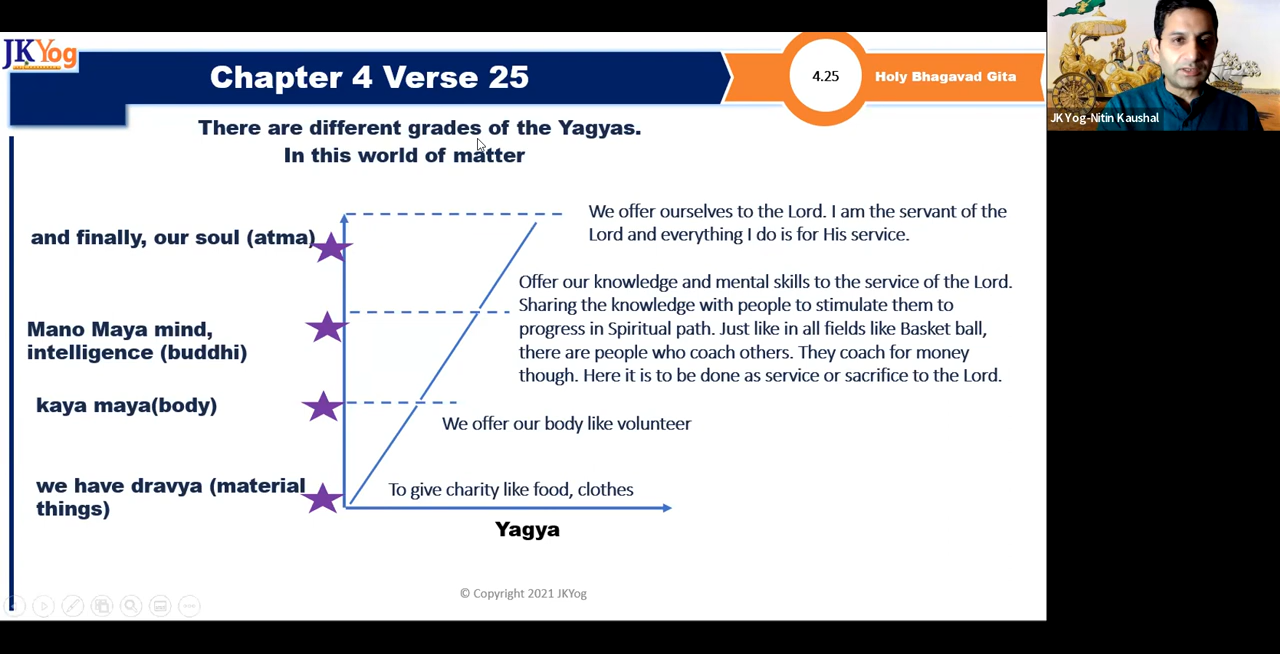 JKYog
Chapter 4 Verse 25
4.25
Holy Bhagavad Gita
JKYog-Nitin Kaushal
There are different grades of the Yagyas.
In this world of matter
and finally, our soul (atma)
We offer ourselves to the Lord. I am the servant of the
Lord and everything I do is for His service.
Mano Maya mind,
intelligence (buddhi)
Offer our knowledge and mental skills to the service of the Lord.
Sharing the knowledge with people to stimulate them to
progress in Spiritual path. Just like in all fields like Basket ball,
there are people who coach others. They coach for money
though. Here it is to be done as service or sacrifice to the Lord.
kaya maya(body)
We offer our body like volunteer
we have dravya (material
things)
To give charity like food, clothes
Yagya
© Copyright 2021 JKYog